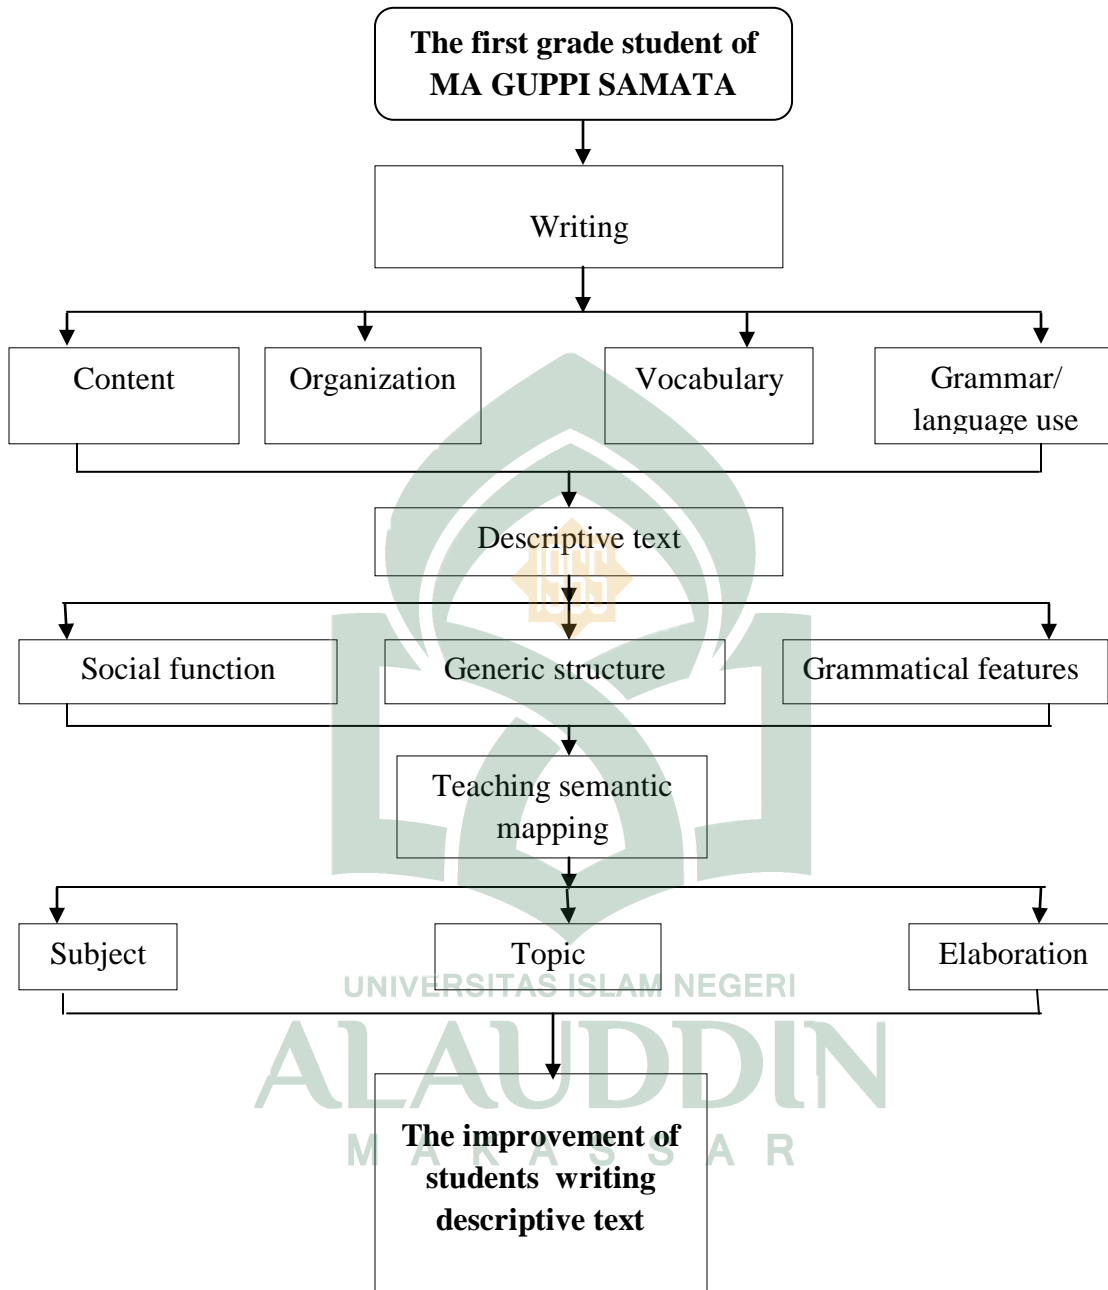 The first grade student of
MA GUPPI SAMATA
Writing
Content
Organization
Vocabulary
Grammar/
language use
Descriptive text
Social function
Generic structure
Grammatical features
Teaching semantic
mapping
Subject
Topic
Elaboration
UNIVERSITAS ISLAM NEGERI
ALAUDDIN
MAKASSAR
The improvement of
students writing
descriptive text